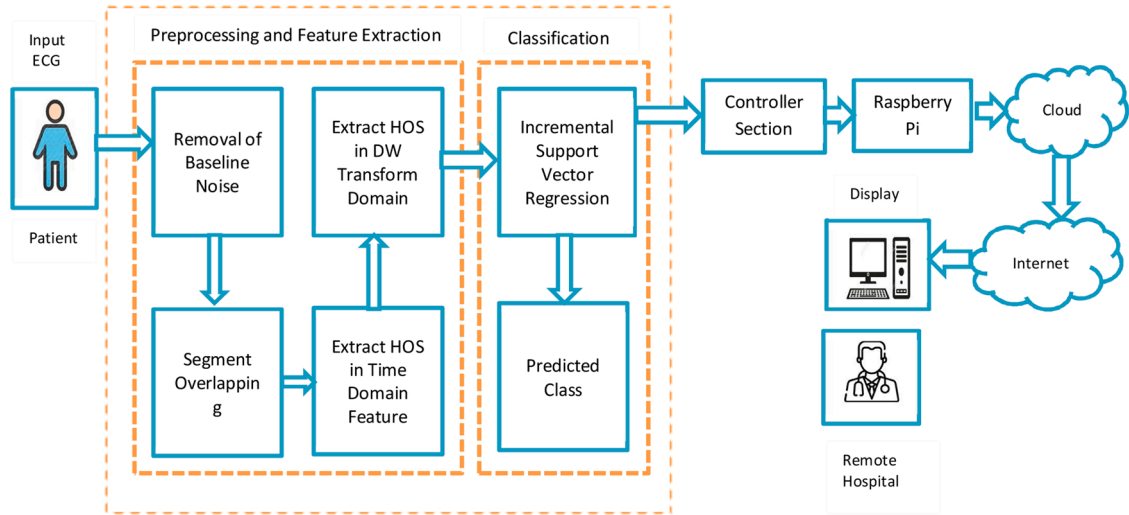 Input
ECG
Patient
Preprocessing and Feature Extraction
Removal of
Baseline
Noise
Segment
Overlappin
g
Extract HOS
in Time
Domain
Feature
Extract HOS
in DW
Transform
Domain
Classification
Incremental
Support
Vector
Regression
Predicted
Class
Controller
Section
Raspberry
Pi
Cloud
Internet
Display
Remote
Hospital